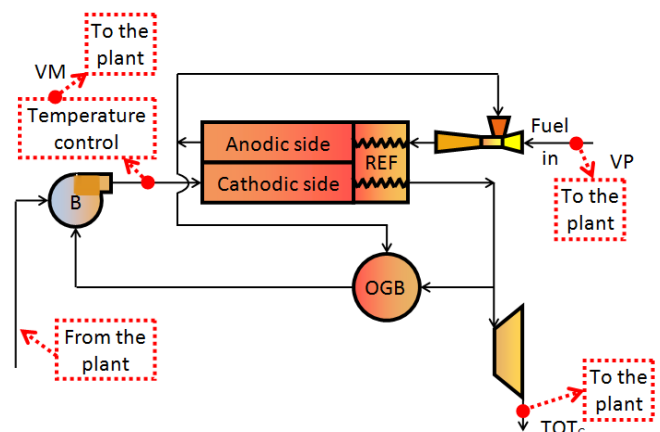 To the
plant
VM
Temperature
control
Anodic side
Cathodic side
REF
Fuel
in
VP
To the
plant
B
OGB
From the
plant
To the
plant